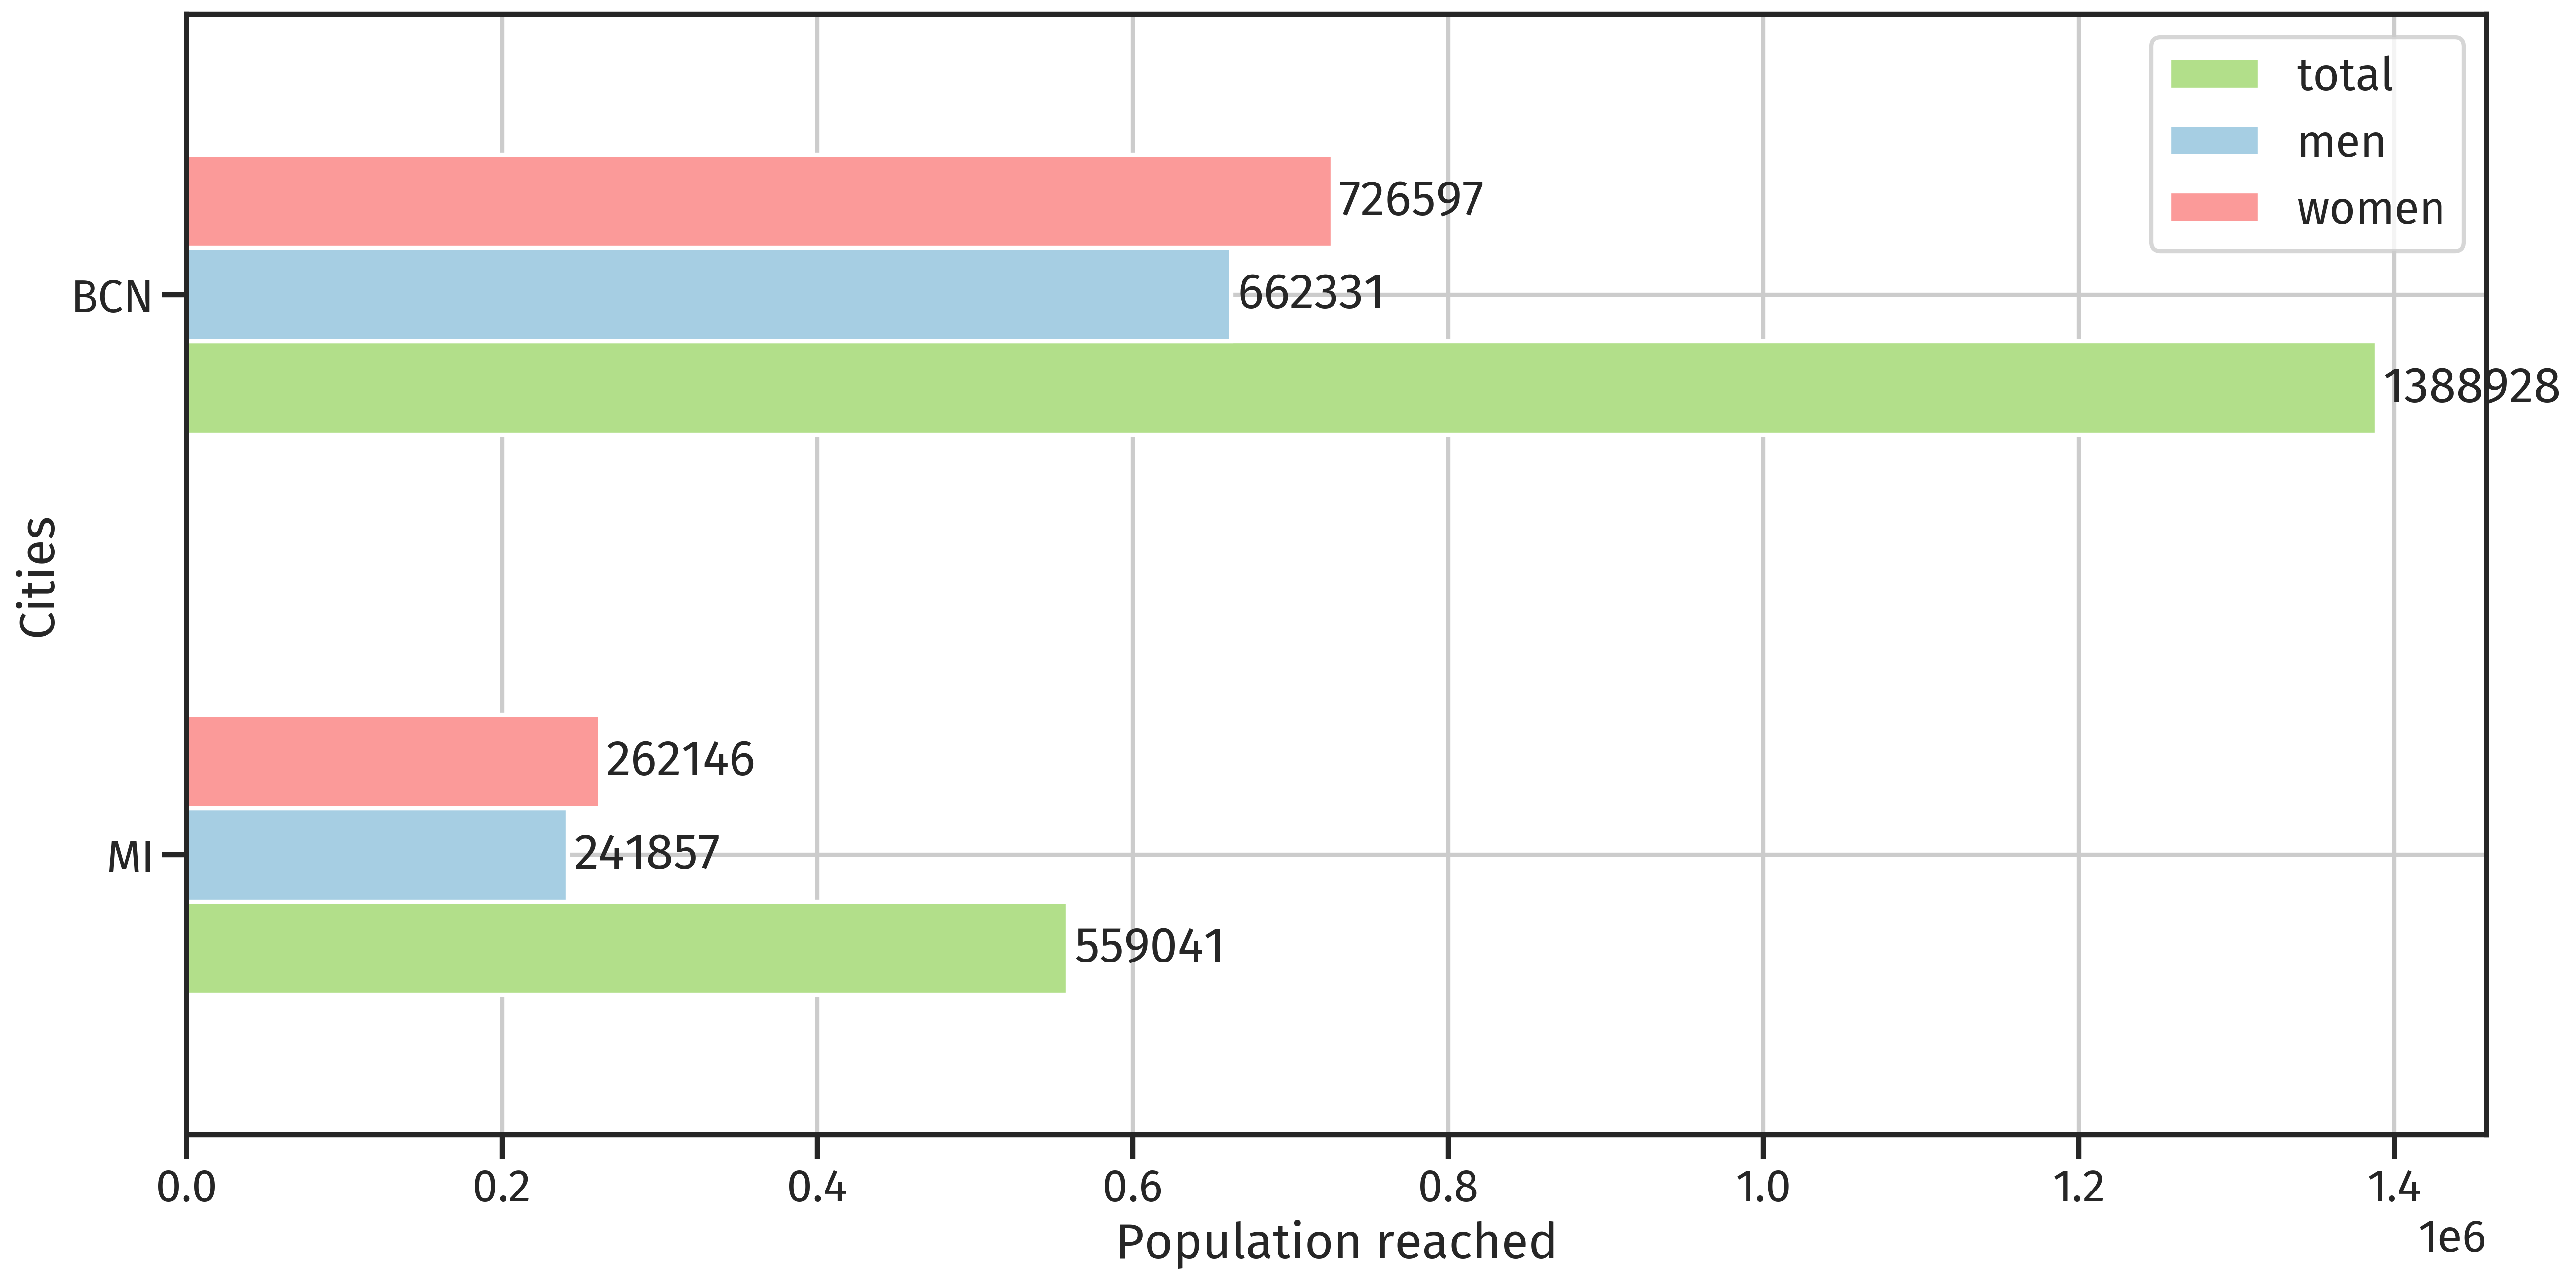 total
men
women
726597
BCN
662331
1388928
Cities
262146
MI
241857
559041
0.0 0.2 0.4 0.6 0.8 1.0 1.2 1.4
1e6
Population reached